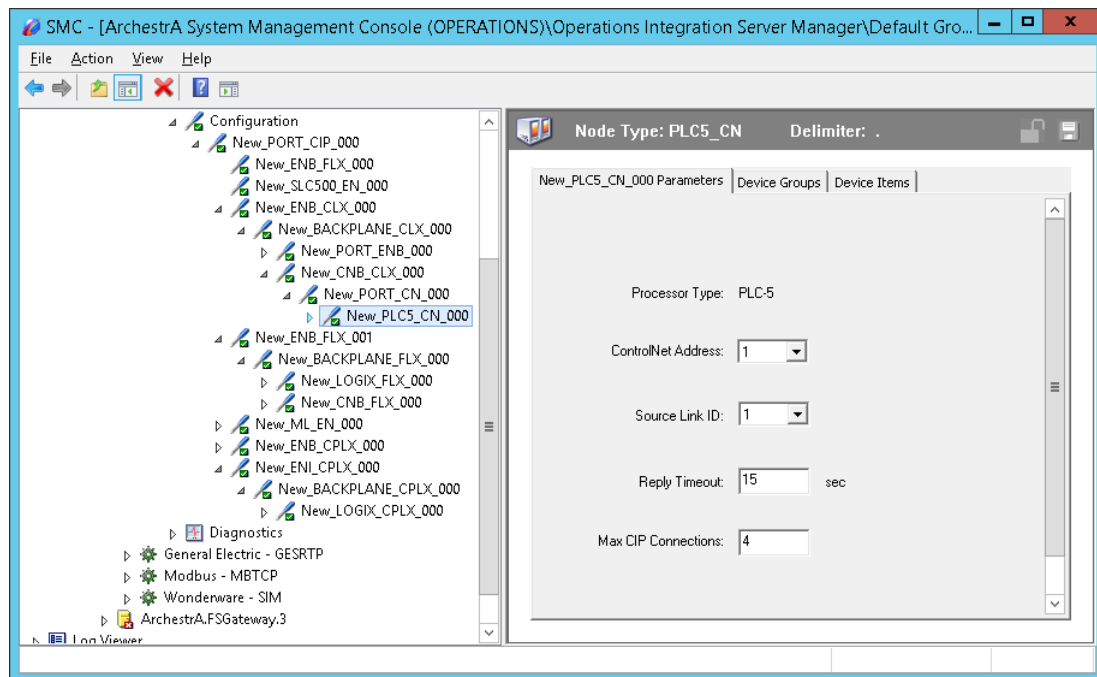 SMC - [ArchestrA System Management Console (OPERATIONS)\Operations Integration Server Manager\Default Gro...
File Action View Help
Configuration
New_PORT_CIP_000
New_ENB_FLX_000
New_SLC500_EN_000
New_ENB_CLX_000
New_BACKPLANE_CLX_000
New_PORT_ENB_000
New_CNB_CLX_000
New_PORT_CN_000
New_PLC5_CN_000
New_ENB_FLX_001
New_BACKPLANE_FLX_000
New_LOGIX_FLX_000
New_CNB_FLX_000
New_ML_EN_000
New_ENB_CPLX_000
New_ENI_CPLX_000
New_BACKPLANE_CPLX_000
New_LOGIX_CPLX_000
Diagnostics
General Electric - GESRTP
Modbus - MBTCP
Wonderware - SIM
ArchestrA.FSGateway.3
Log Viewer
Node Type: PLC5_CN Delimiter: .
New_PLC5_CN_000 Parameters Device Groups Device Items
Processor Type: PLC-5
ControlNet Address: 1
Source Link ID: 1
Reply Timeout: 15 sec
Max CIP Connections: 4